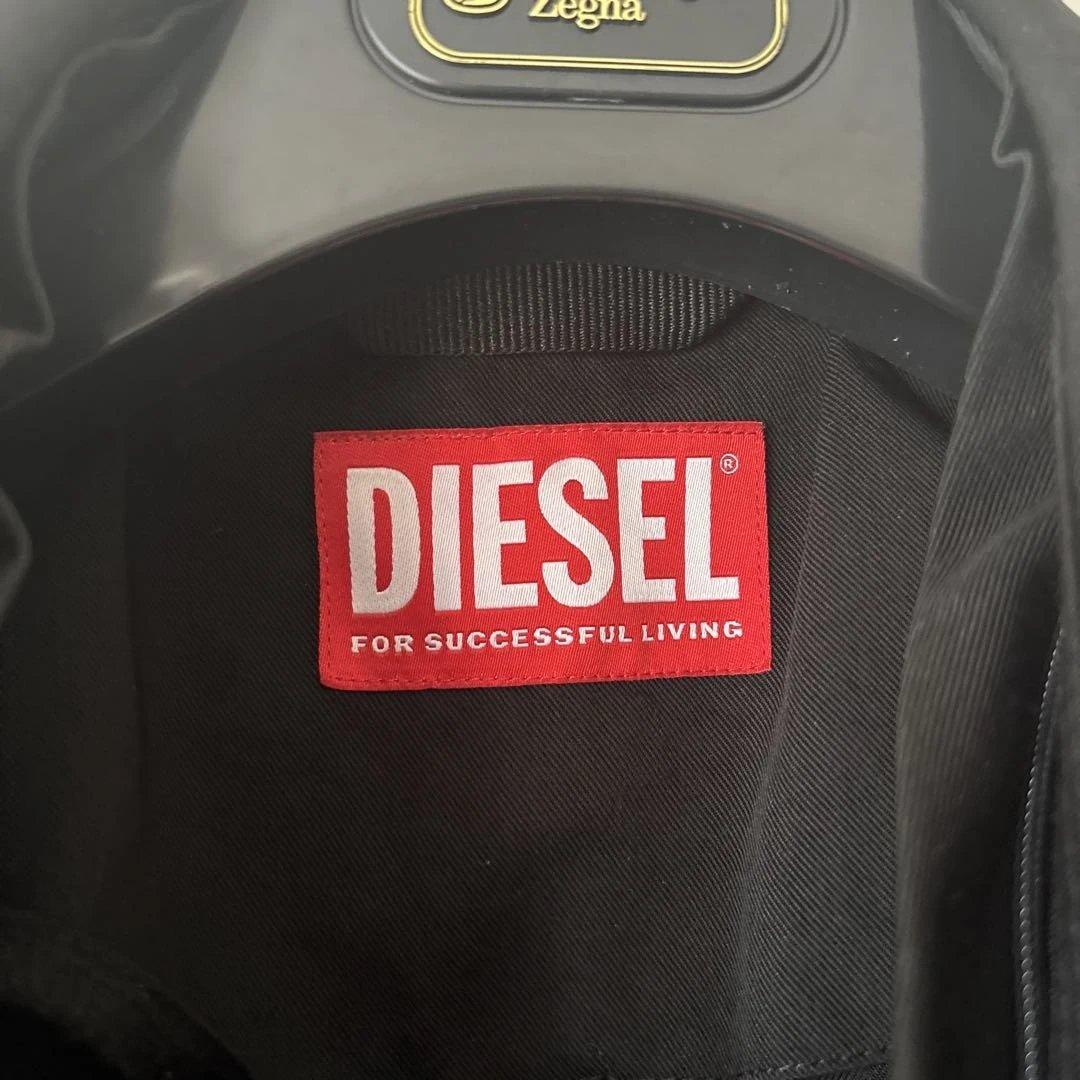 Zegna
DIESEL®
FOR SUCCESSFUL LIVING